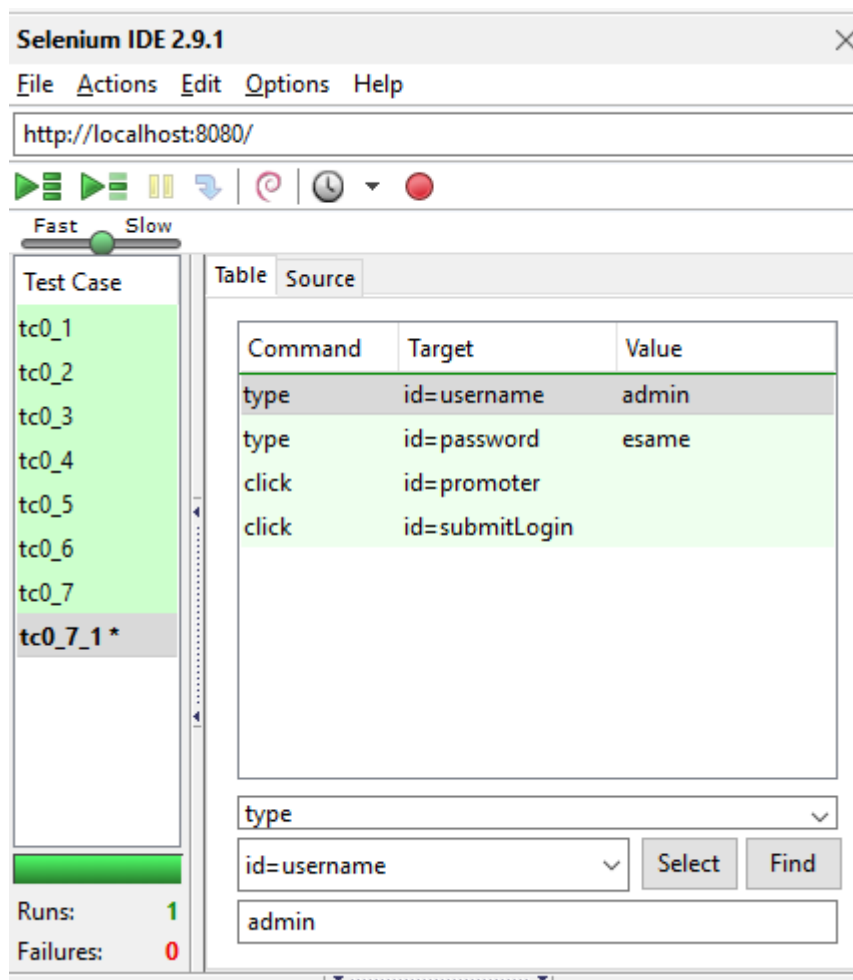 Selenium IDE 2.9.1
File Actions Edit Options Help
http://localhost:8080/
Fast Slow
Test Case
tc0_1
tc0_2
tc0_3
tc0_4
tc0_5
tc0_6
tc0_7
tc0_7_1 *
Runs: 1
Failures: 0
Table Source
Command Target Value
type id=username admin
type id=password esame
click id=promoter
click id=submitLogin
type
id=username Select Find
admin